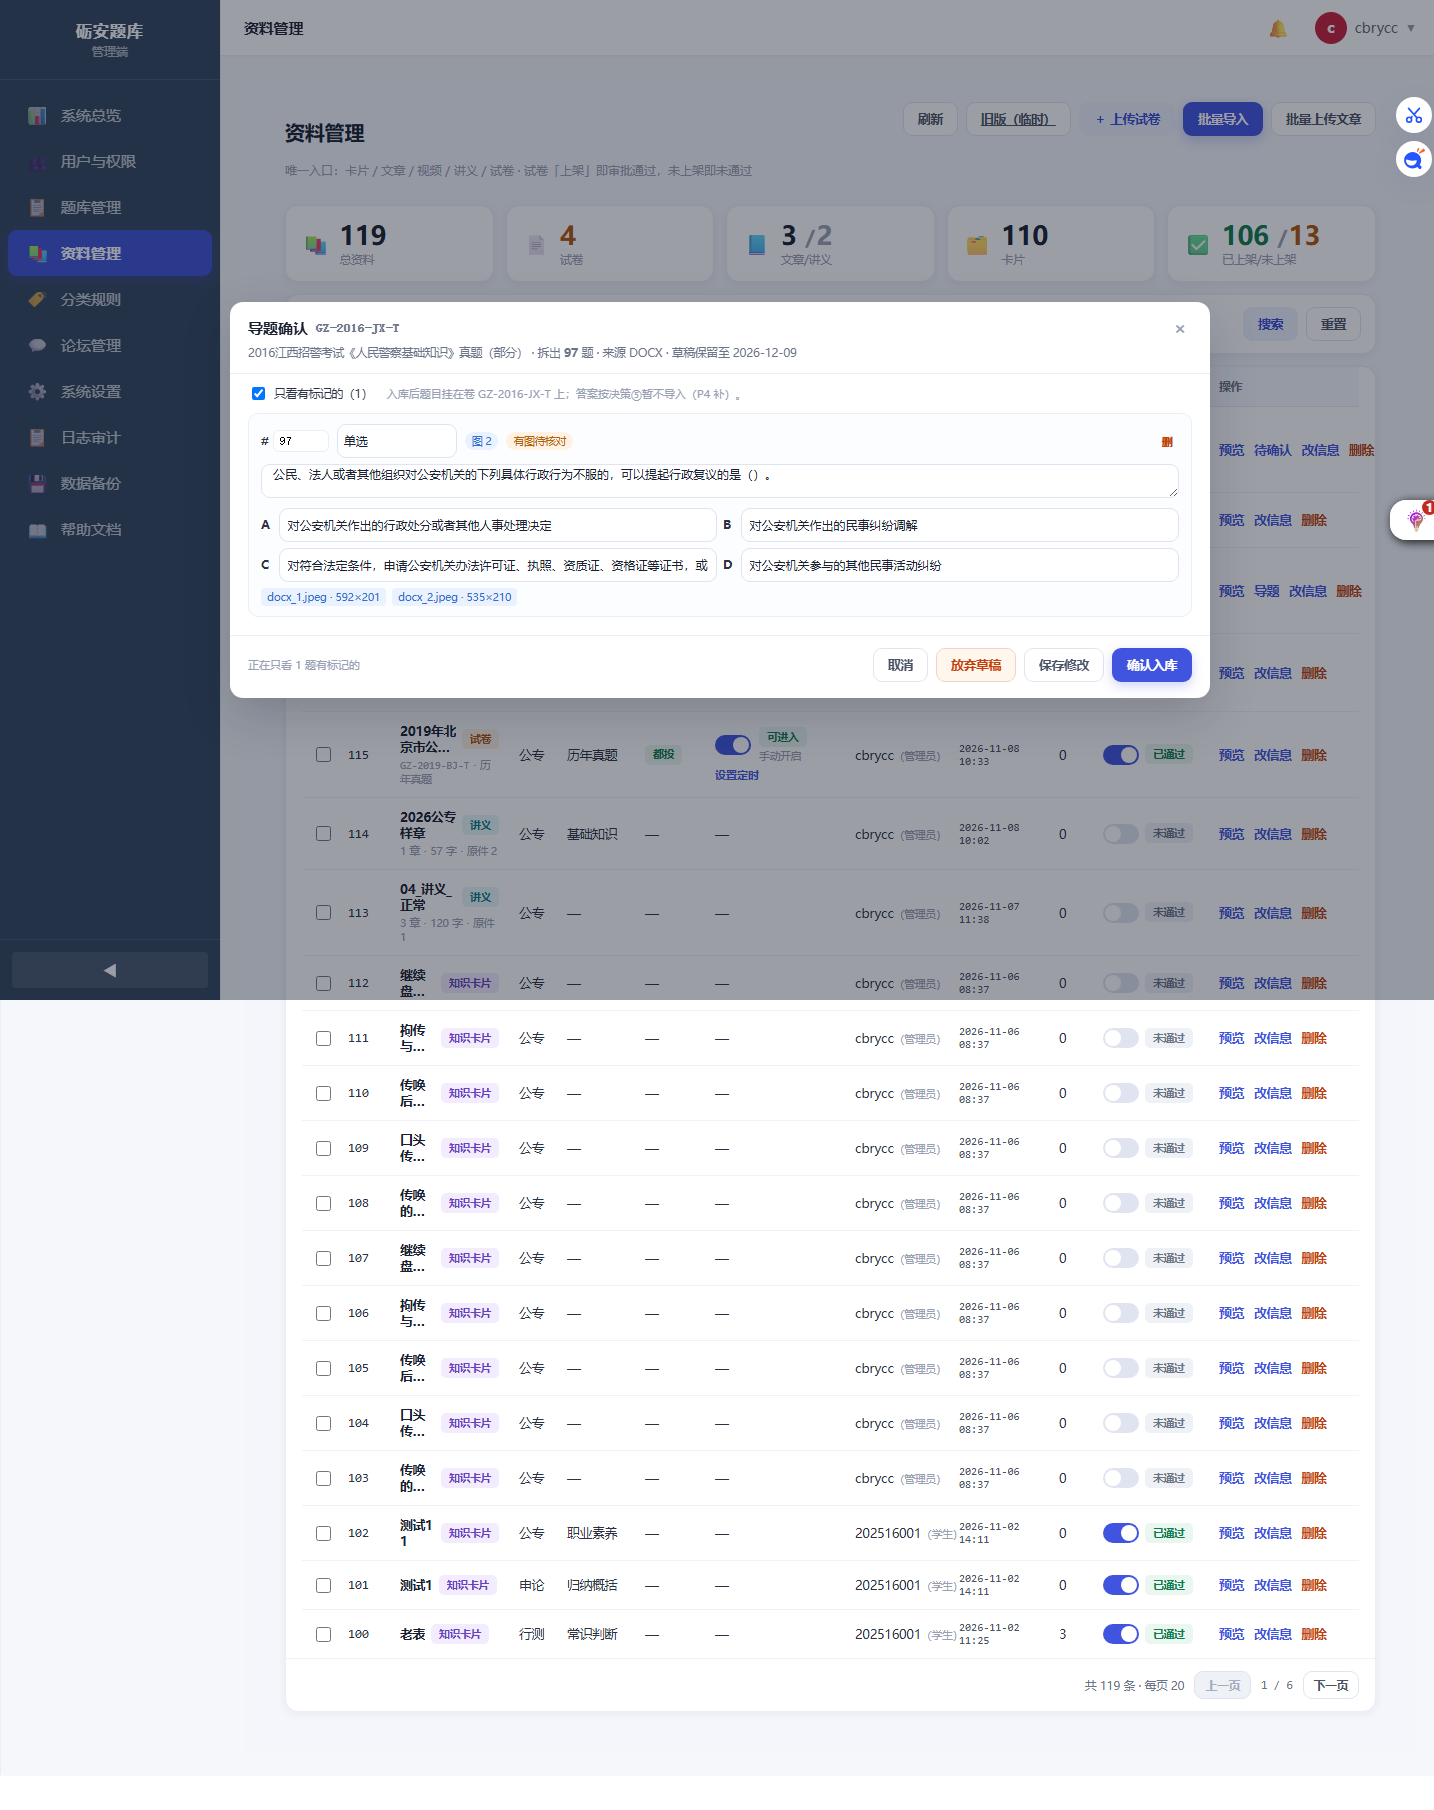 砺安题库
管理端
系统总览
用户与权限
题库管理
资料管理
分类规则
论坛管理
系统设置
日志审计
数据备份
帮助文档
资料管理
c cbrycc
资料管理
刷新 旧版（临时） + 上传试卷 批量导入 批量上传文章
唯一入口：卡片 / 文章 / 视频 / 讲义 / 试卷 · 试卷「上架」即审批通过，未上架即未通过
119 总资料
4 试卷
3 /2 文章/讲义
110 卡片
106 /13 已上架/未上架
搜索 重置
操作
预览 待确认 改信息 删除
预览 改信息 删除
预览 导题 改信息 删除
预览 改信息 删除
1
导题确认 GZ-2016-JX-T ×
2016江西招警考试《人民警察基础知识》真题（部分） · 拆出 97 题 · 来源 DOCX · 草稿保留至 2026-12-09
只看有标记的（1） 入库后题目挂在卷 GZ-2016-JX-T 上；答案按决策⑤暂不导入（P4 补）。
# 97 单选 图 2 有图待核对 删
公民、法人或者其他组织对公安机关的下列具体行政行为不服的，可以提起行政复议的是（）。
A 对公安机关作出的行政处分或者其他人事处理决定 B 对公安机关作出的民事纠纷调解
C 对符合法定条件，申请公安机关办法许可证、执照、资质证、资格证等证书，或 D 对公安机关参与的其他民事活动纠纷
docx_1.jpeg · 592×201 docx_2.jpeg · 535×210
正在只看 1 题有标记的 取消 放弃草稿 保存修改 确认入库
115 2019年北京市公... 试卷 GZ-2019-BJ-T · 历年真题 公专 历年真题 都投 可进入 手动开启 设置定时 cbrycc (管理员) 2026-11-08 10:33 0 已通过 预览 改信息 删除
114 2026公专样章 讲义 1 章 · 57 字 · 原件 2 公专 基础知识 — — cbrycc (管理员) 2026-11-08 10:02 0 未通过 预览 改信息 删除
113 04_讲义_正常 讲义 3 章 · 120 字 · 原件 1 公专 — — — cbrycc (管理员) 2026-11-07 11:38 0 未通过 预览 改信息 删除
112 继续盘... 知识卡片 公专 — — — cbrycc (管理员) 2026-11-06 08:37 0 未通过 预览 改信息 删除
111 拘传与... 知识卡片 公专 — — — cbrycc (管理员) 2026-11-06 08:37 0 未通过 预览 改信息 删除
110 传唤后... 知识卡片 公专 — — — cbrycc (管理员) 2026-11-06 08:37 0 未通过 预览 改信息 删除
109 口头传... 知识卡片 公专 — — — cbrycc (管理员) 2026-11-06 08:37 0 未通过 预览 改信息 删除
108 传唤的... 知识卡片 公专 — — — cbrycc (管理员) 2026-11-06 08:37 0 未通过 预览 改信息 删除
107 继续盘... 知识卡片 公专 — — — cbrycc (管理员) 2026-11-06 08:37 0 未通过 预览 改信息 删除
106 拘传与... 知识卡片 公专 — — — cbrycc (管理员) 2026-11-06 08:37 0 未通过 预览 改信息 删除
105 传唤后... 知识卡片 公专 — — — cbrycc (管理员) 2026-11-06 08:37 0 未通过 预览 改信息 删除
104 口头传... 知识卡片 公专 — — — cbrycc (管理员) 2026-11-06 08:37 0 未通过 预览 改信息 删除
103 传唤的... 知识卡片 公专 — — — cbrycc (管理员) 2026-11-06 08:37 0 未通过 预览 改信息 删除
102 测试11 知识卡片 公专 职业素养 — — 202516001 (学生) 2026-11-02 14:11 0 已通过 预览 改信息 删除
101 测试1 知识卡片 申论 归纳概括 — — 202516001 (学生) 2026-11-02 14:11 0 已通过 预览 改信息 删除
100 老表 知识卡片 行测 常识判断 — — 202516001 (学生) 2026-11-02 11:25 3 已通过 预览 改信息 删除
共 119 条 · 每页 20 上一页 1 / 6 下一页